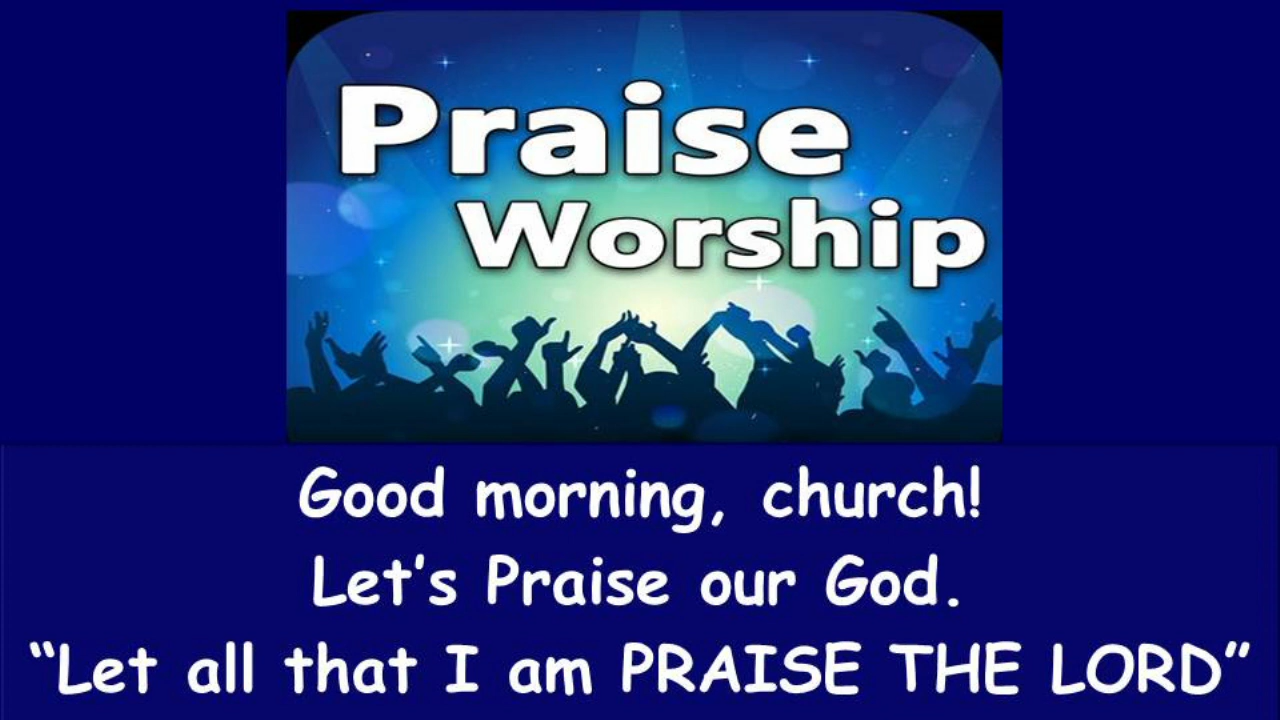 Praise
Worship
Good morning, church!
Let’s Praise our God.
“Let all that I am PRAISE THE LORD”